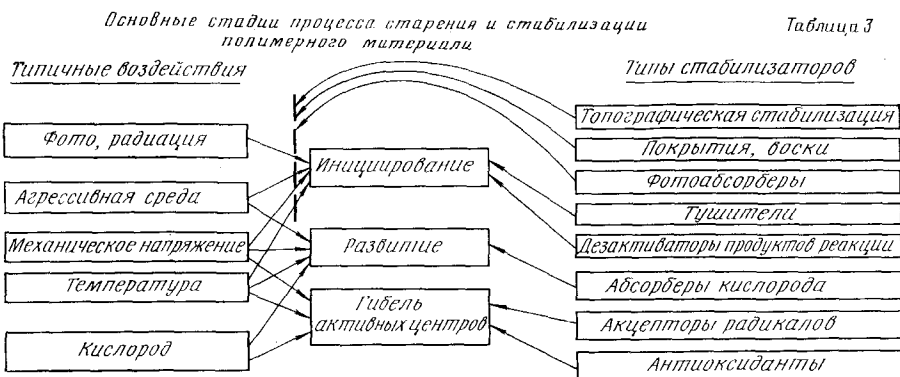 Основные стадии процесса старения и стабилизации
полимерного материали
Таблица 3
Типичные воздействия
Типы стабилизаторов
Фото, радиация
Агрессивная среда
Механическое напряжение
Температура
Кислород
Инициирование
Развитие
Гибель
активных центров
Топографическая стабилизация
Покрытия, воски
Фотоабсорберы
Тушители
Дезактиваторы продуктов реакции
Абсорберы кислорода
Акцепторы радикалов
Антиоксиданты